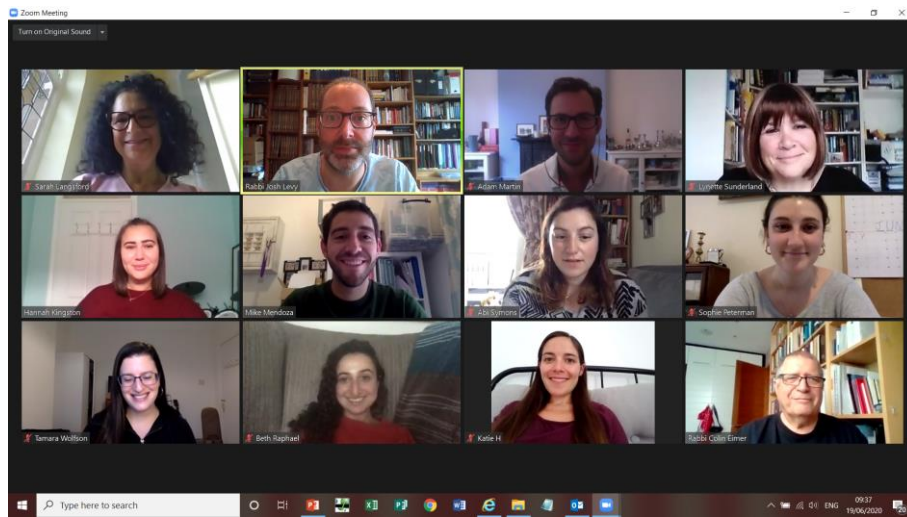 Zoom Meeting
Turn on Original Sound
Sarah Langsford
Rabbi Josh Levy
Adam Martin
Lynette Sunderland
Hannah Kingston
Mike Mendoza
Abi Symons
Sophie Peterman
Tamara Wolfson
Beth Raphael
Katie H
Rabbi Colin Eimer
Type here to search
ENG
09:37
19/06/2020
20